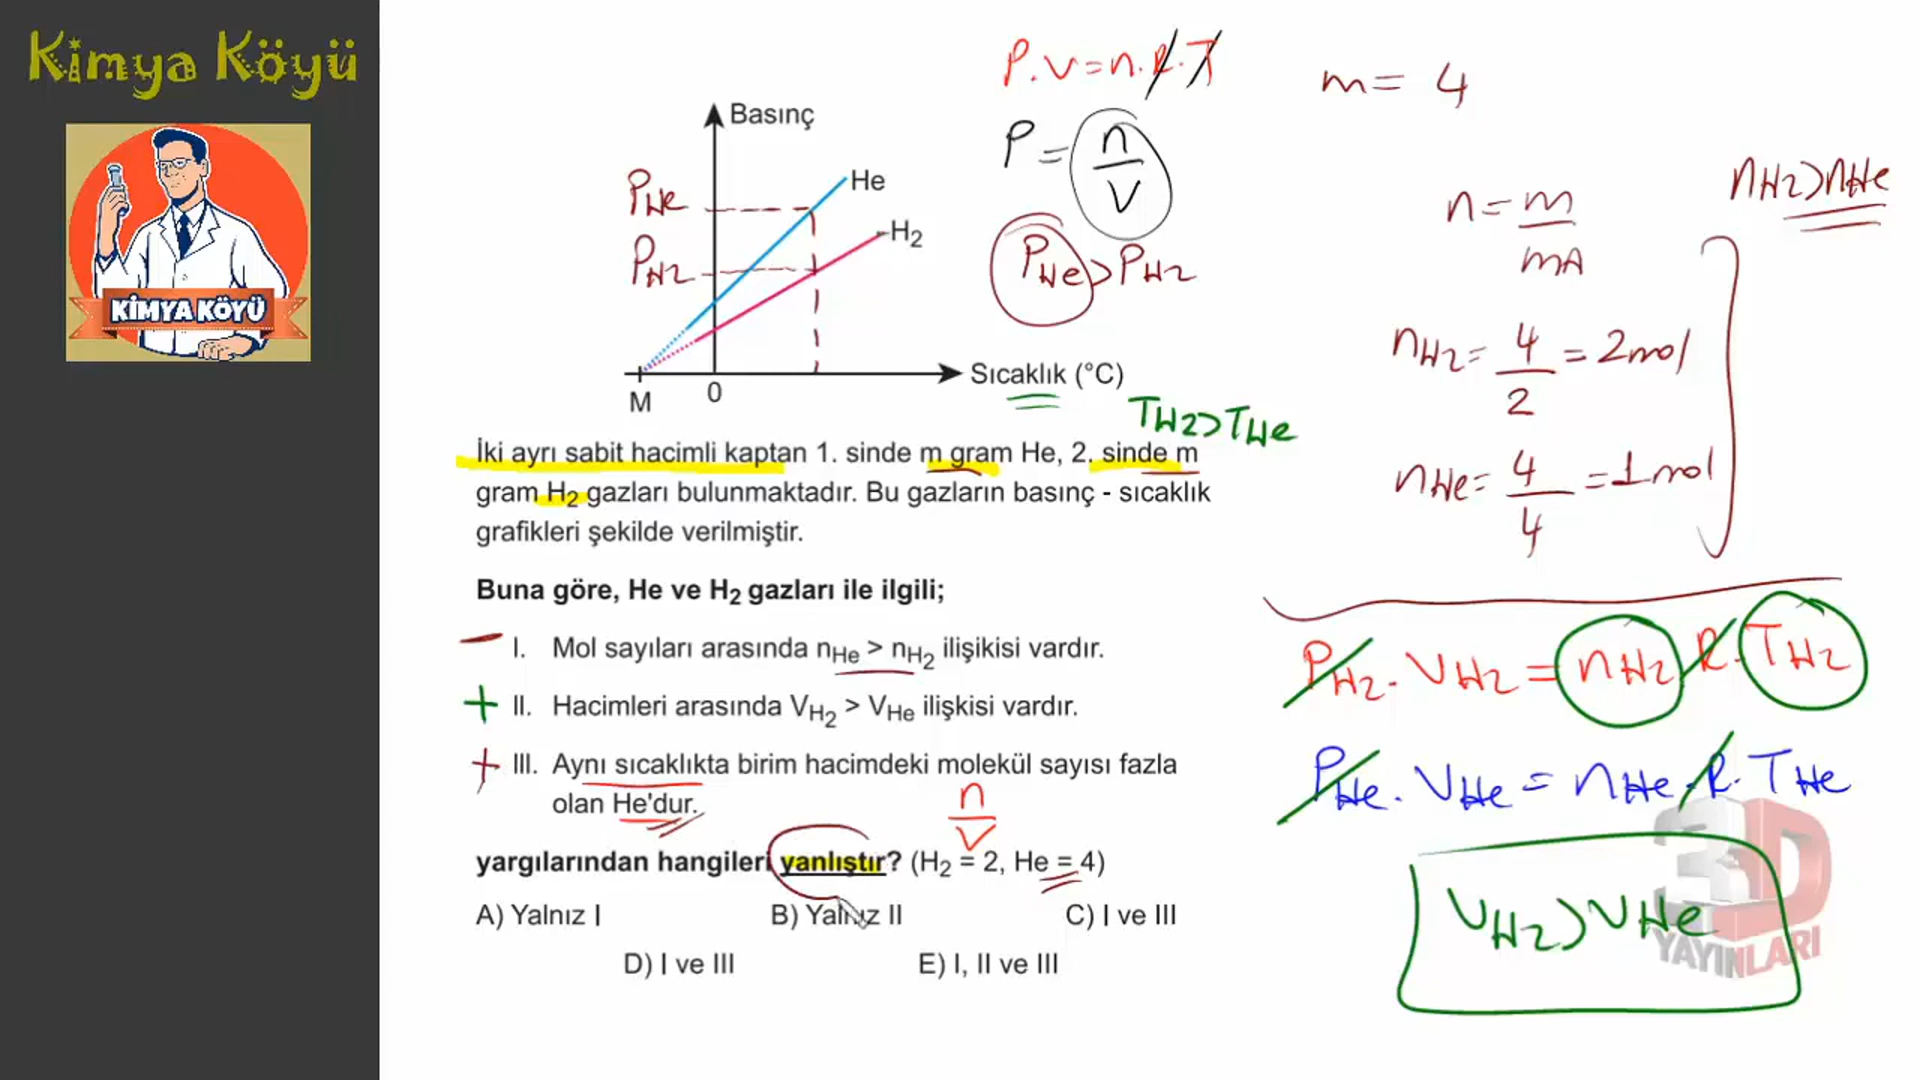 Kimya Köyü
KİMYA KÖYÜ
Basınç
He
H2
PHe
PH2
M
0
Sıcaklık (°C)
P.V=n.R.T
P = n/V
PHe>PH2
TH2>THe
İki ayrı sabit hacimli kaptan 1. sinde m gram He, 2. sinde m
gram H2 gazları bulunmaktadır. Bu gazların basınç - sıcaklık
grafikleri şekilde verilmiştir.
Buna göre, He ve H2 gazları ile ilgili;
− I. Mol sayıları arasında nHe > nH2 ilişikisi vardır.
+ II. Hacimleri arasında VH2 > VHe ilişkisi vardır.
+ III. Aynı sıcaklıkta birim hacimdeki molekül sayısı fazla
olan He'dur.
n/V
yargılarından hangileri yanlıştır? (H2 = 2, He = 4)
A) Yalnız I B) Yalnız II C) I ve III
D) I ve III E) I, II ve III
m= 4
n= m/mA
nH2>nHe
nH2= 4/2 = 2mol
nHe= 4/4 =1mol
PH2. VH2 = nH2.R.TH2
PHe. VHe = nHe.R.THe
VH2>VHe
3D
YAYINLARI